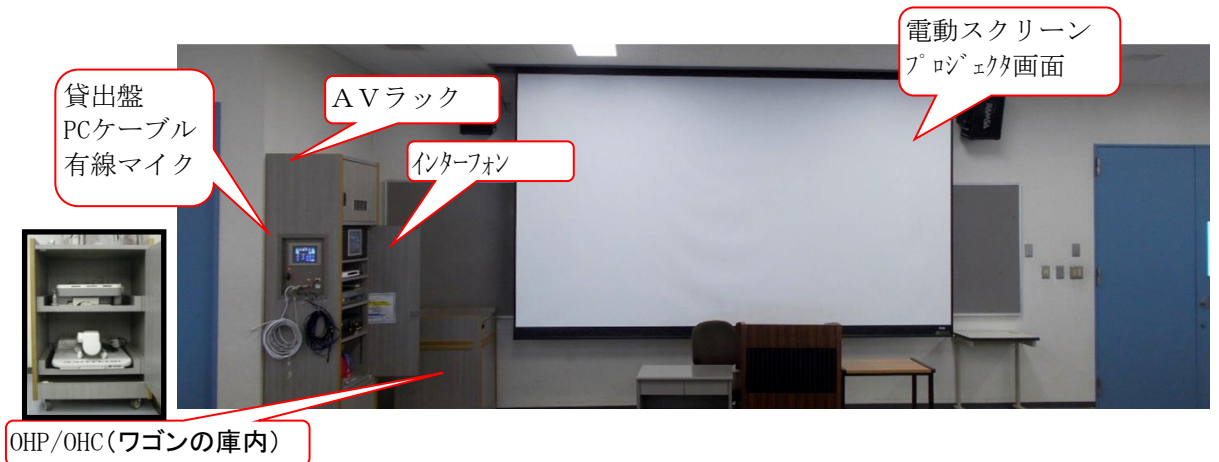 電動スクリーン
プロジェクタ画面
貸出盤
PCケーブル
有線マイク
AVラック
インターフォン
RAMSA
OHP/OHC(ワゴンの庫内)